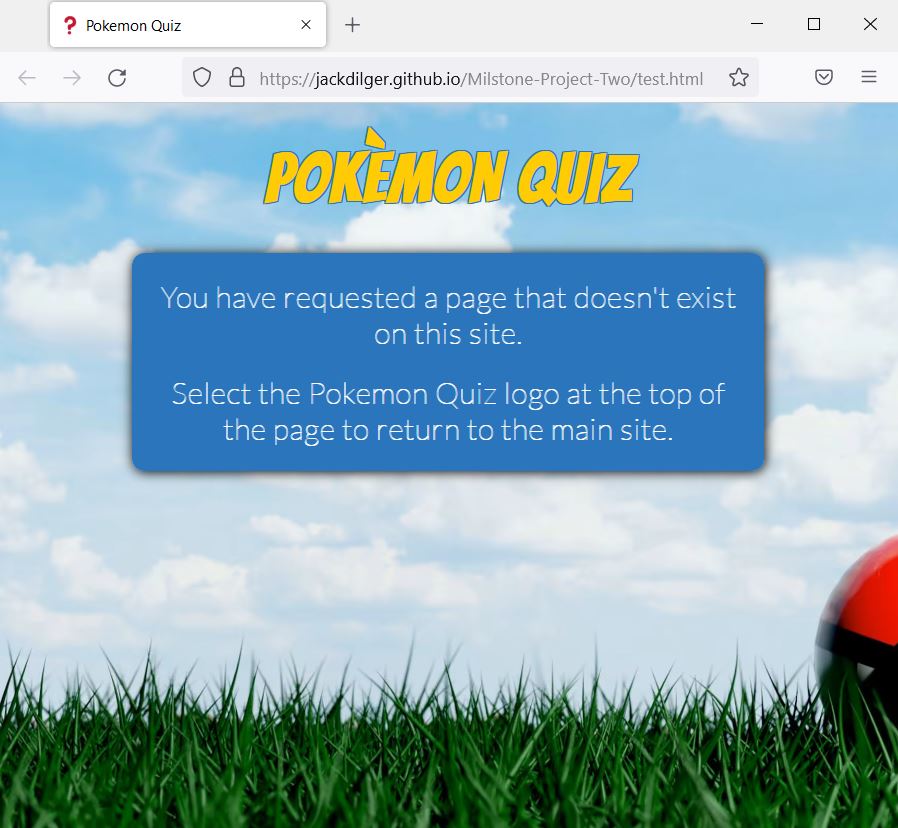 Pokemon Quiz
https://jackdilger.github.io/Milstone-Project-Two/test.html
POKÈMON QUIZ
You have requested a page that doesn't exist
on this site.
Select the Pokemon Quiz logo at the top of
the page to return to the main site.